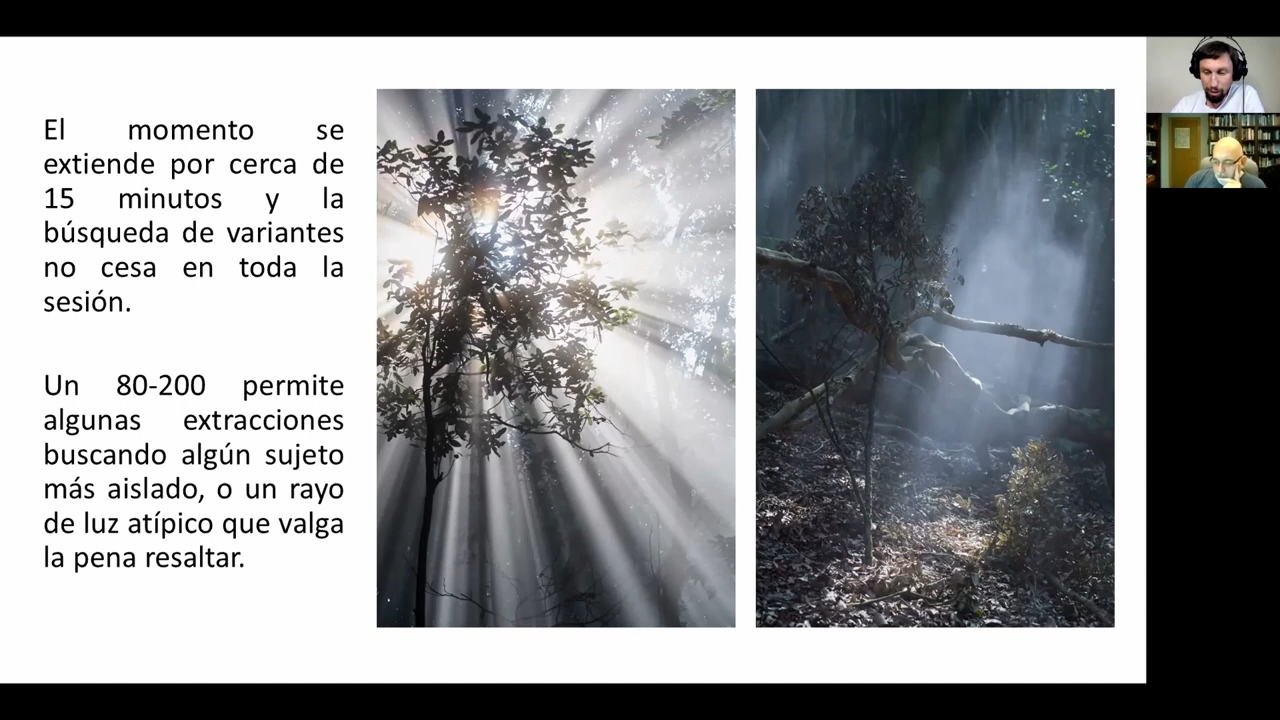 El momento se
extiende por cerca de
15 minutos y la
búsqueda de variantes
no cesa en toda la
sesión.
Un 80-200 permite
algunas extracciones
buscando algún sujeto
más aislado, o un rayo
de luz atípico que valga
la pena resaltar.